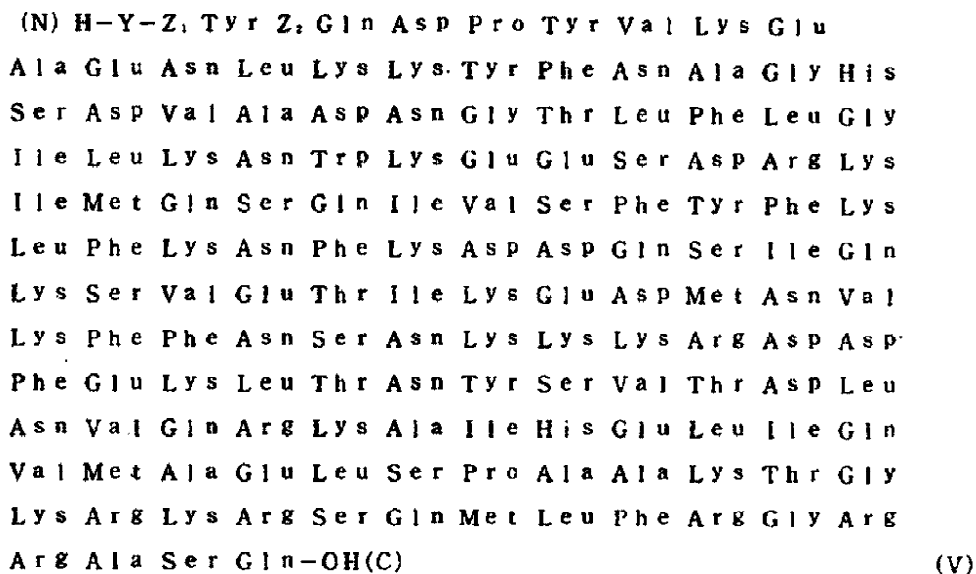 (N) H-Y-Z₁ Tyr Z₂ Gln Asp Pro Tyr Val Lys Glu
Ala Glu Asn Leu Lys Lys Tyr Phe Asn Ala Gly His
Ser Asp Val Ala Asp Asn Gly Thr Leu Phe Leu Gly
Ile Leu Lys Asn Trp Lys Glu Glu Ser Asp Arg Lys
Ile Met Gln Ser Gln Ile Val Ser Phe Tyr Phe Lys
Leu Phe Lys Asn Phe Lys Asp Asp Gln Ser Ile Gln
Lys Ser Val Glu Thr Ile Lys Glu Asp Met Asn Val
Lys Phe Phe Asn Ser Asn Lys Lys Lys Arg Asp Asp
Phe Glu Lys Leu Thr Asn Tyr Ser Val Thr Asp Leu
Asn Val Gln Arg Lys Ala Ile His Glu Leu Ile Gln
Val Met Ala Glu Leu Ser Pro Ala Ala Lys Thr Gly
Lys Arg Lys Arg Ser Gln Met Leu Phe Arg Gly Arg
Arg Ala Ser Gln-OH(C) (V)